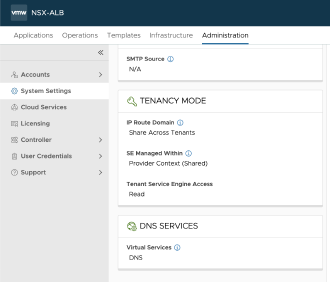 vmw NSX-ALB
Applications Operations Templates Infrastructure Administration
Accounts
System Settings
Cloud Services
Licensing
Controller
User Credentials
Support
SMTP Source
N/A
TENANCY MODE
IP Route Domain
Share Across Tenants
SE Managed Within
Provider Context (Shared)
Tenant Service Engine Access
Read
DNS SERVICES
Virtual Services
DNS